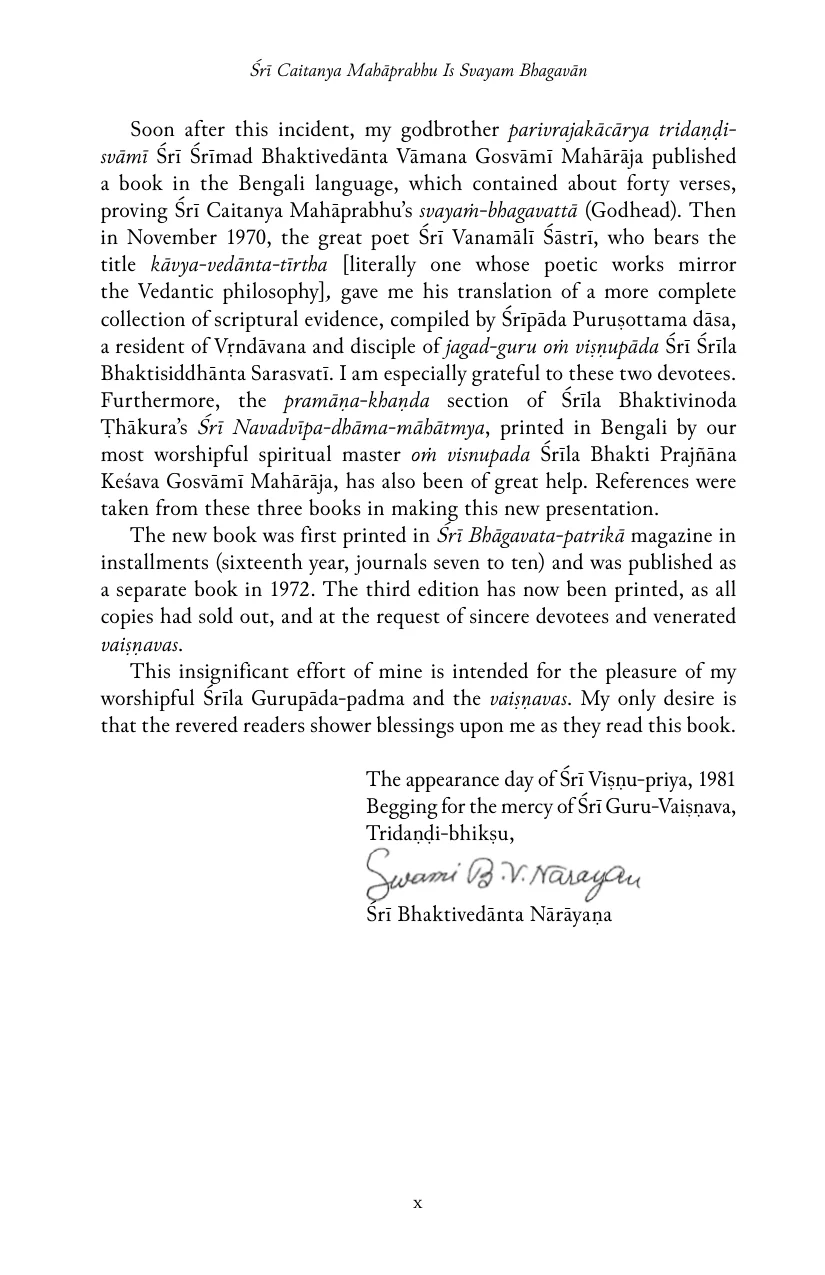 Śrī Caitanya Mahāprabhu Is Svayam Bhagavān
Soon after this incident, my godbrother parivrajakācārya tridaṇḍi-
svāmī Śrī Śrīmad Bhaktivedānta Vāmana Gosvāmī Mahārāja published
a book in the Bengali language, which contained about forty verses,
proving Śrī Caitanya Mahāprabhu’s svayaṁ-bhagavattā (Godhead). Then
in November 1970, the great poet Śrī Vanamālī Śāstrī, who bears the
title kāvya-vedānta-tīrtha [literally one whose poetic works mirror
the Vedantic philosophy], gave me his translation of a more complete
collection of scriptural evidence, compiled by Śrīpāda Puruṣottama dāsa,
a resident of Vṛndāvana and disciple of jagad-guru oṁ viṣṇupāda Śrī Śrīla
Bhaktisiddhānta Sarasvatī. I am especially grateful to these two devotees.
Furthermore, the pramāṇa-khaṇda section of Śrīla Bhaktivinoda
Ṭhākura’s Śrī Navadvīpa-dhāma-māhātmya, printed in Bengali by our
most worshipful spiritual master oṁ visnupada Śrīla Bhakti Prajñāna
Keśava Gosvāmī Mahārāja, has also been of great help. References were
taken from these three books in making this new presentation.
The new book was first printed in Śrī Bhāgavata-patrikā magazine in
installments (sixteenth year, journals seven to ten) and was published as
a separate book in 1972. The third edition has now been printed, as all
copies had sold out, and at the request of sincere devotees and venerated
vaiṣṇavas.
This insignificant effort of mine is intended for the pleasure of my
worshipful Śrīla Gurupāda-padma and the vaiṣṇavas. My only desire is
that the revered readers shower blessings upon me as they read this book.
The appearance day of Śrī Viṣṇu-priya, 1981
Begging for the mercy of Śrī Guru-Vaiṣṇava,
Tridaṇḍi-bhikṣu,
Swami B.V. Narayan
Śrī Bhaktivedānta Nārāyaṇa
x